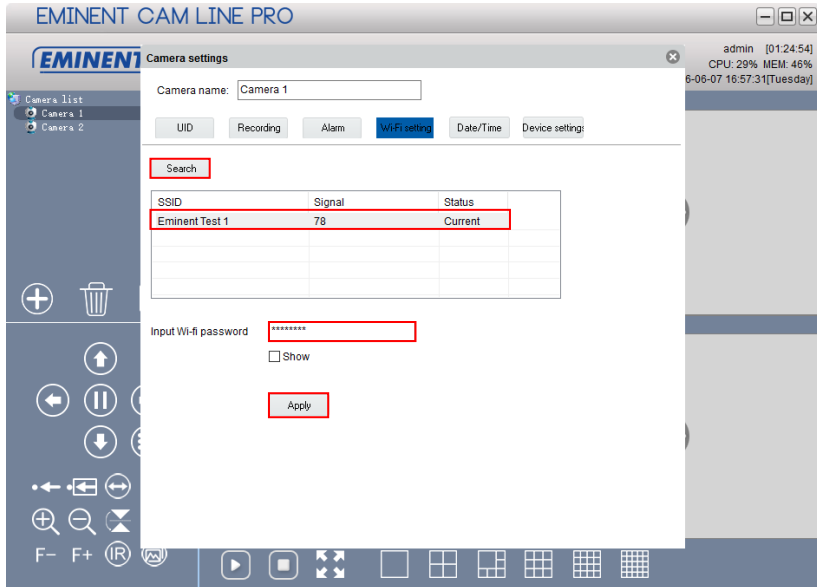 EMINENT CAM LINE PRO
EMINENT
admin [01:24:54]
CPU: 29% MEM: 46%
6-06-07 16:57:31[Tuesday]
Camera list
Camera 1
Camera 2
Camera settings
Camera name: Camera 1
UID Recording Alarm Wi-Fi setting Date/Time Device settings
Search
SSID Signal Status
Eminent Test 1 78 Current
Input Wi-fi password ********
Show
Apply
F- F+ IR